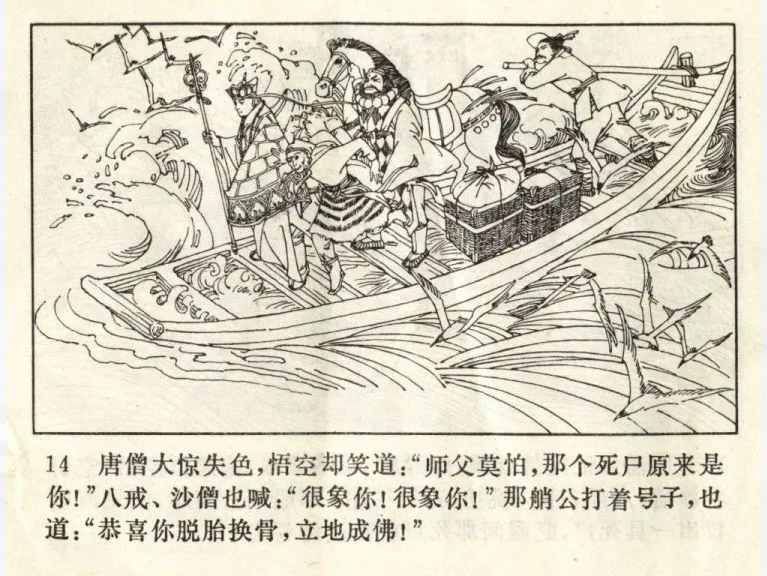 14 唐僧大惊失色，悟空却笑道：“师父莫怕，那个死尸原来是
你！”八戒、沙僧也喊：“很象你！很象你！”那艄公打着号子，也
道：“恭喜你脱胎换骨，立地成佛！”